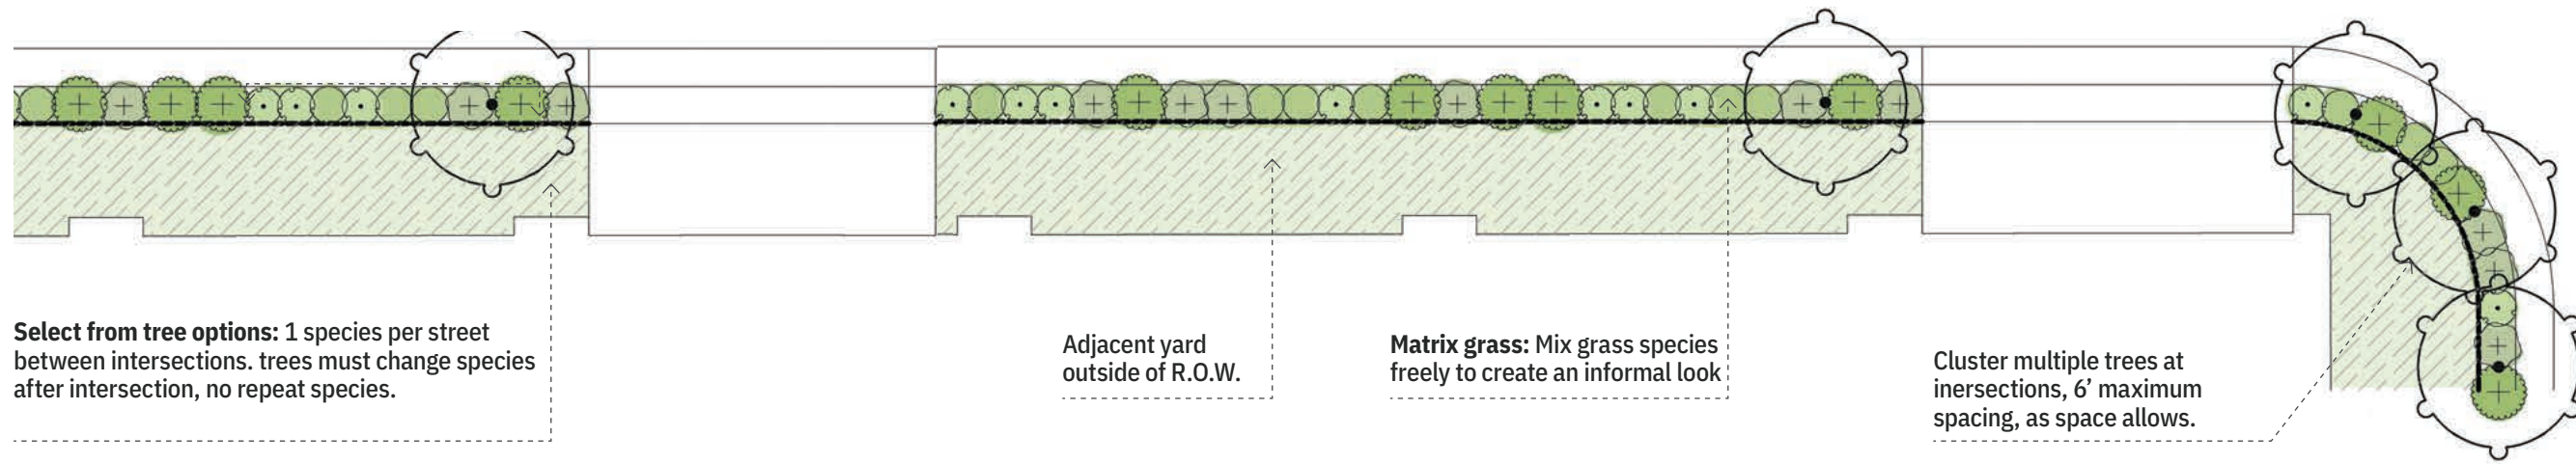 Select from tree options: 1 species per street
between intersections. trees must change species
after intersection, no repeat species.
Adjacent yard
outside of R.O.W.
Matrix grass: Mix grass species
freely to create an informal look
Cluster multiple trees at
inersections, 6’ maximum
spacing, as space allows.